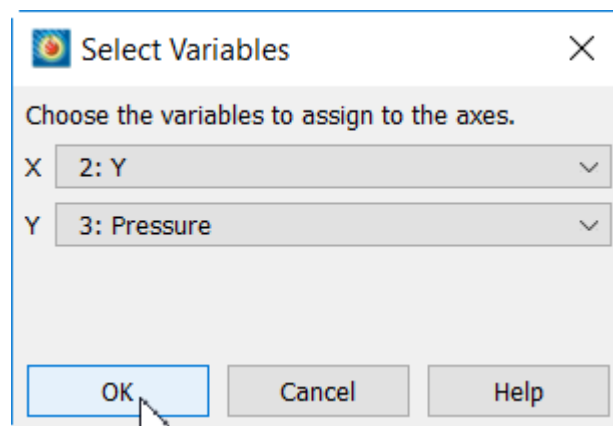 Select Variables
Choose the variables to assign to the axes.
X 2: Y
Y 3: Pressure
OK Cancel Help